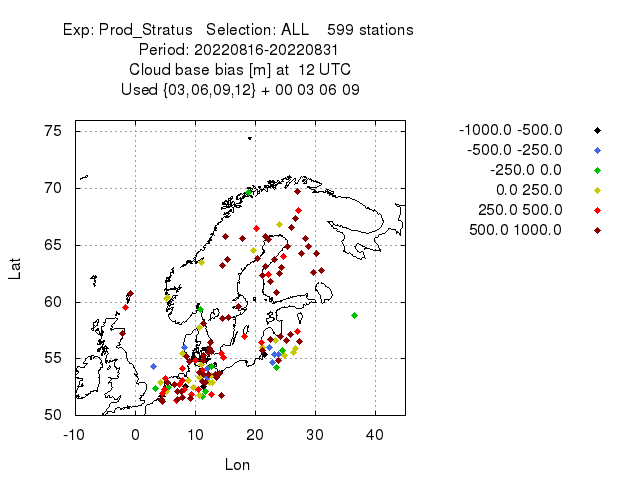 Exp: Prod_Stratus   Selection: ALL    599 stations
Period: 20220816-20220831
Cloud base bias [m] at  12 UTC
Used {03,06,09,12} + 00 03 06 09
75
70
65
60
55
50
-10 0 10 20 30 40
Lat
Lon
-1000.0 -500.0
-500.0 -250.0
-250.0 0.0
0.0 250.0
250.0 500.0
500.0 1000.0